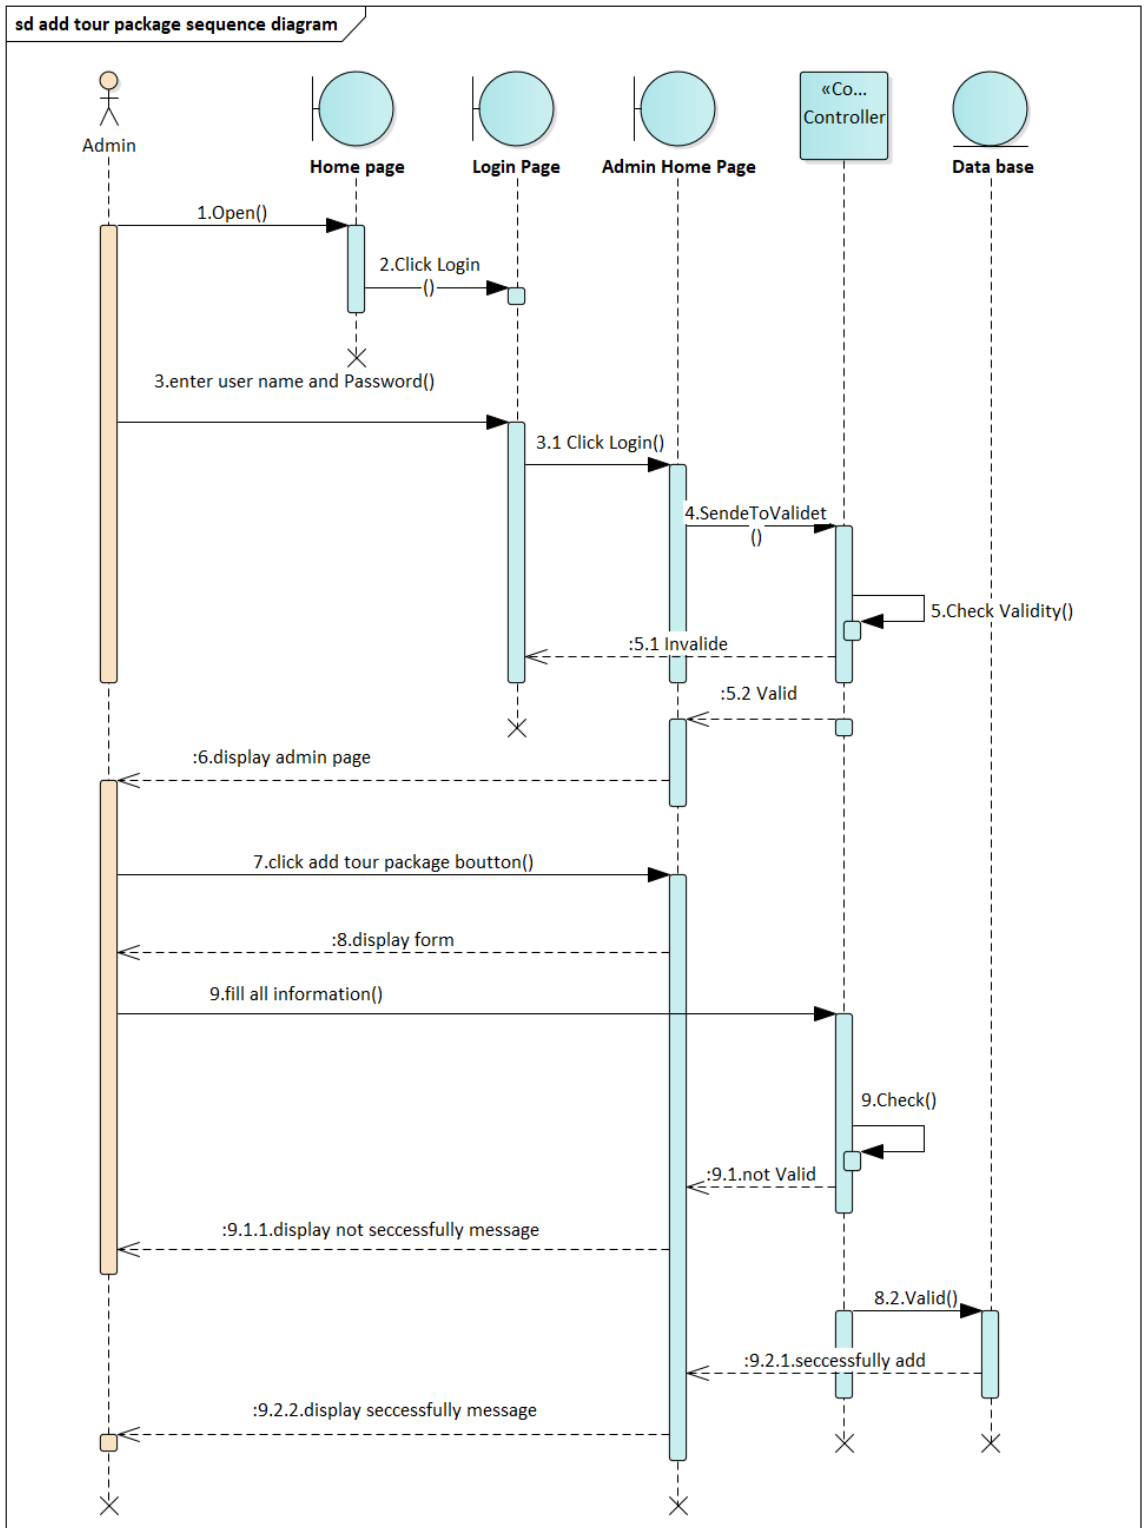 sd add tour package sequence diagram
«Co...
Controller
Admin
Home page
Login Page
Admin Home Page
Data base
1.Open()
2.Click Login
()
3.enter user name and Password()
3.1 Click Login()
4.SendeToValidet
()
5.Check Validity()
:5.1 Invalide
:5.2 Valid
:6.display admin page
7.click add tour package boutton()
:8.display form
9.fill all information()
9.Check()
:9.1.not Valid
:9.1.1.display not seccessfully message
8.2.Valid()
:9.2.1.seccessfully add
:9.2.2.display seccessfully message